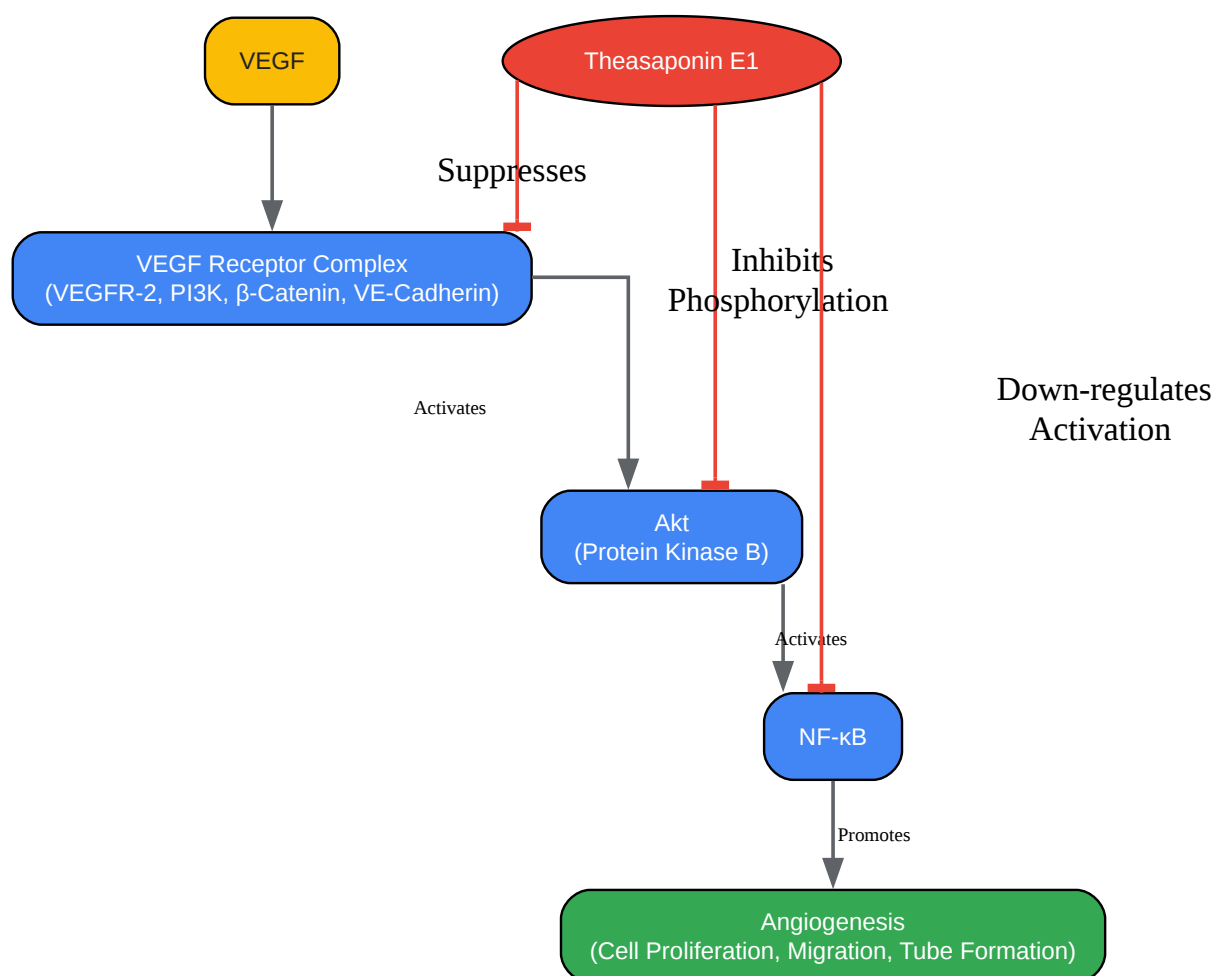 VEGF
Theasaponin E1
Suppresses
VEGF Receptor Complex
(VEGFR-2, PI3K, β-Catenin, VE-Cadherin)
Inhibits
Phosphorylation
Down-regulates
Activation
Activates
Akt
(Protein Kinase B)
Activates
NF-κB
Promotes
Angiogenesis
(Cell Proliferation, Migration, Tube Formation)